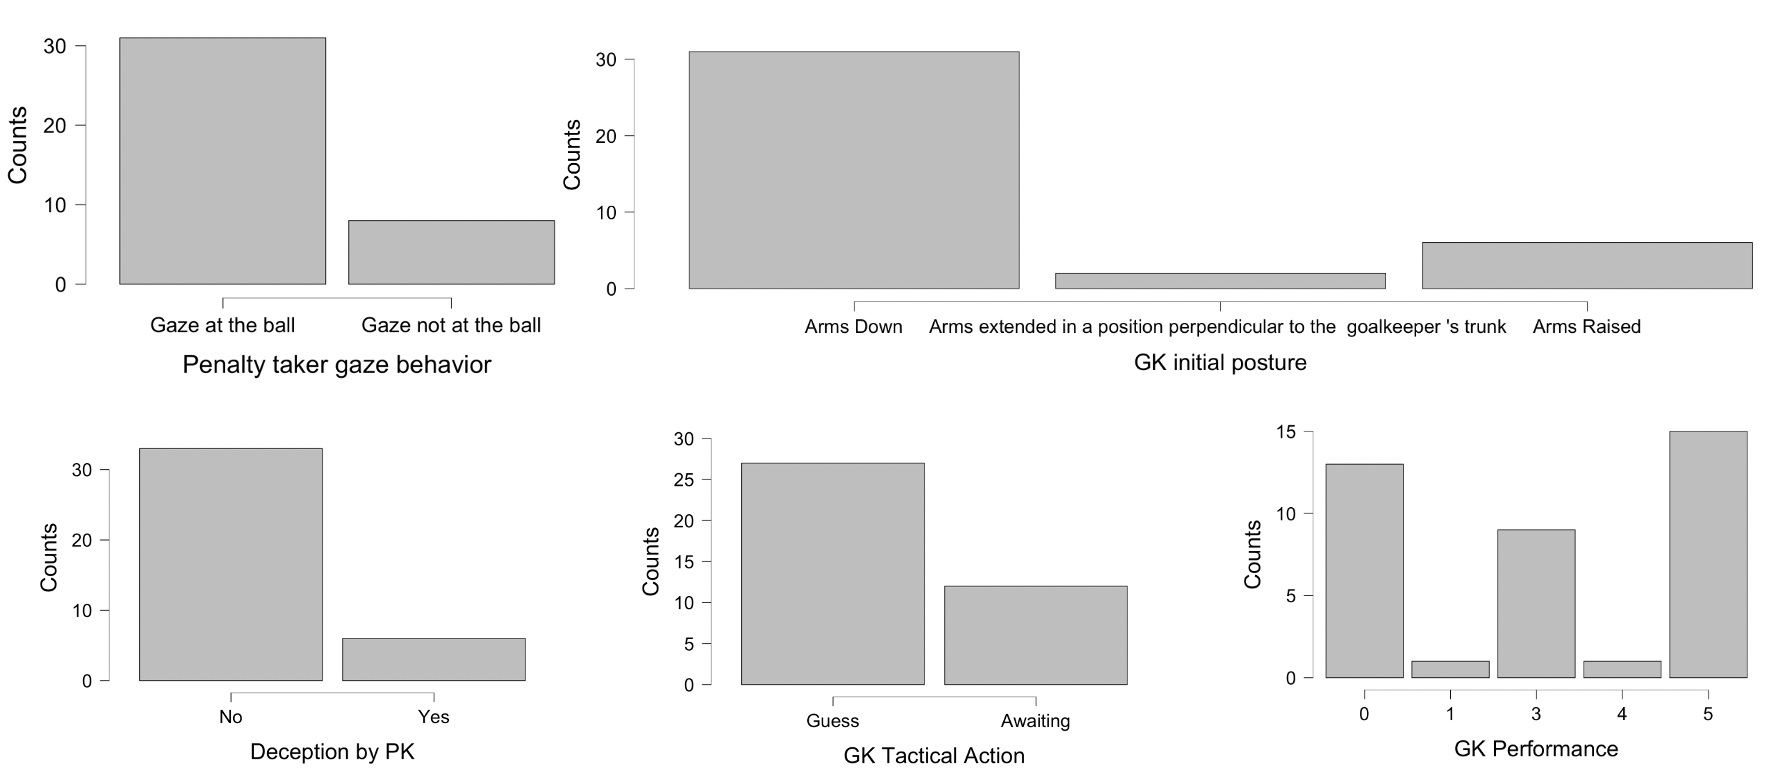 30
20
10
0
Counts
Gaze at the ball
Gaze not at the ball
Penalty taker gaze behavior
30
20
10
0
Counts
Arms Down
Arms extended in a position perpendicular to the  goalkeeper 's trunk
Arms Raised
GK initial posture
30
20
10
0
Counts
No
Yes
Deception by PK
30
25
20
15
10
5
0
Counts
Guess
Awaiting
GK Tactical Action
15
10
5
0
Counts
0
1
3
4
5
GK Performance